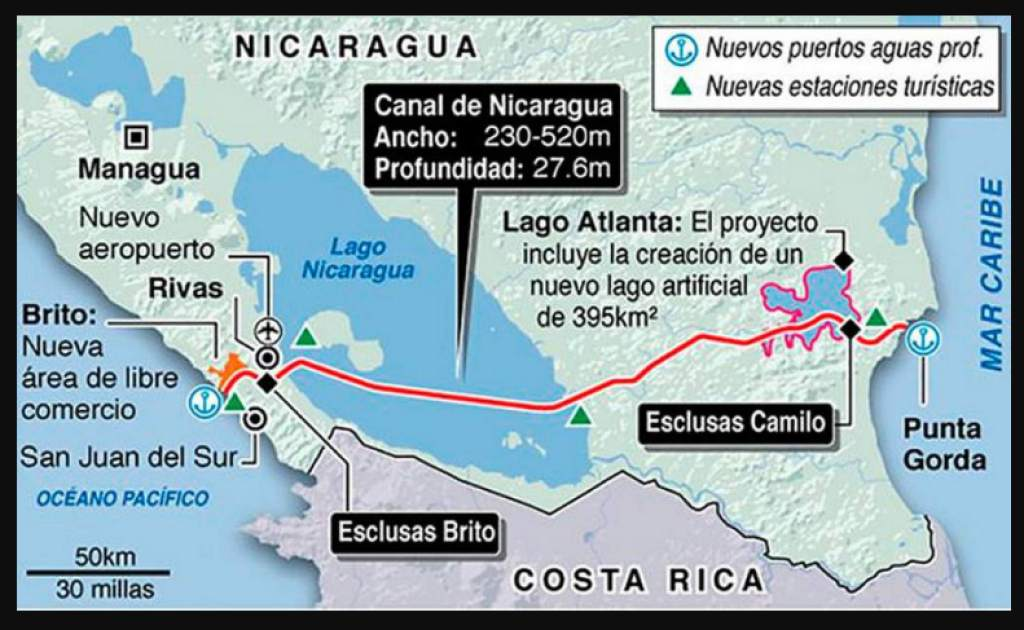 NICARAGUA
Nuevos puertos aguas prof.
Nuevas estaciones turísticas
Canal de Nicaragua
Ancho: 230-520m
Profundidad: 27.6m
Managua
Nuevo
aeropuerto
Rivas
Brito:
Nueva
área de libre
comercio
San Juan del Sur
OCÉANO PACÍFICO
50km
30 millas
Lago
Nicaragua
Lago Atlanta: El proyecto
incluye la creación de un
nuevo lago artificial
de 395km²
MAR CARIBE
Esclusas Camilo
Punta
Gorda
Esclusas Brito
COSTA RICA